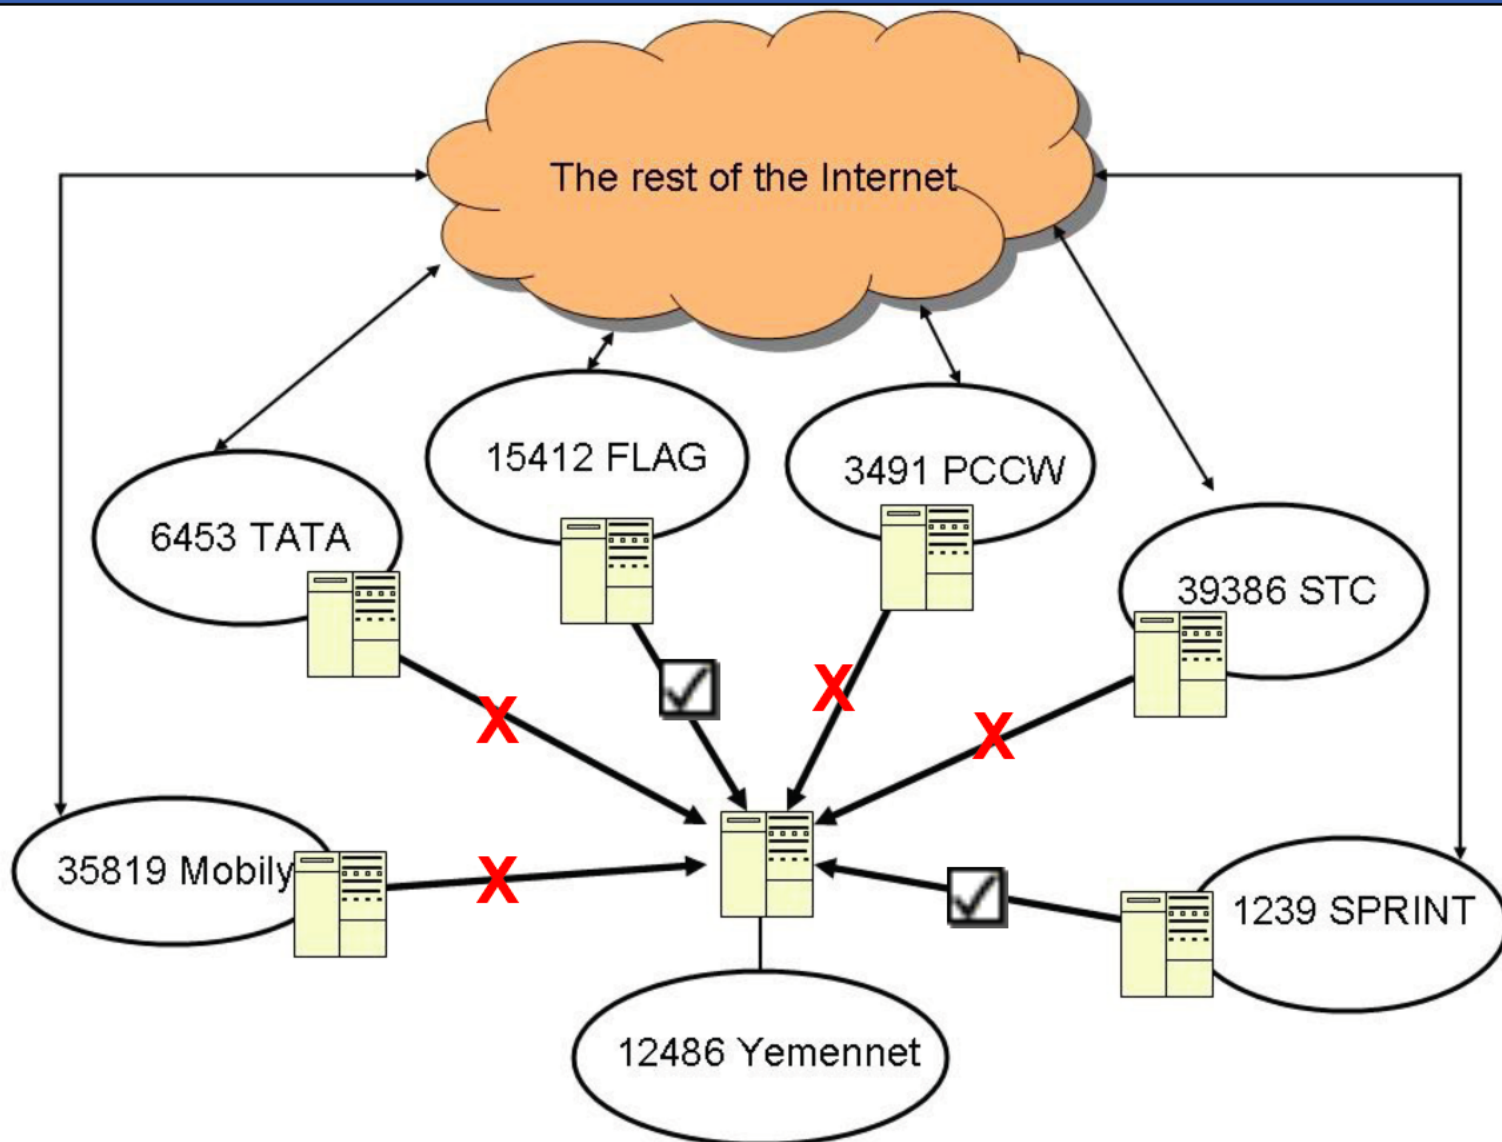 The rest of the Internet
15412 FLAG
3491 PCCW
6453 TATA
39386 STC
X
X
X
35819 Mobily
X
1239 SPRINT
12486 Yemennet